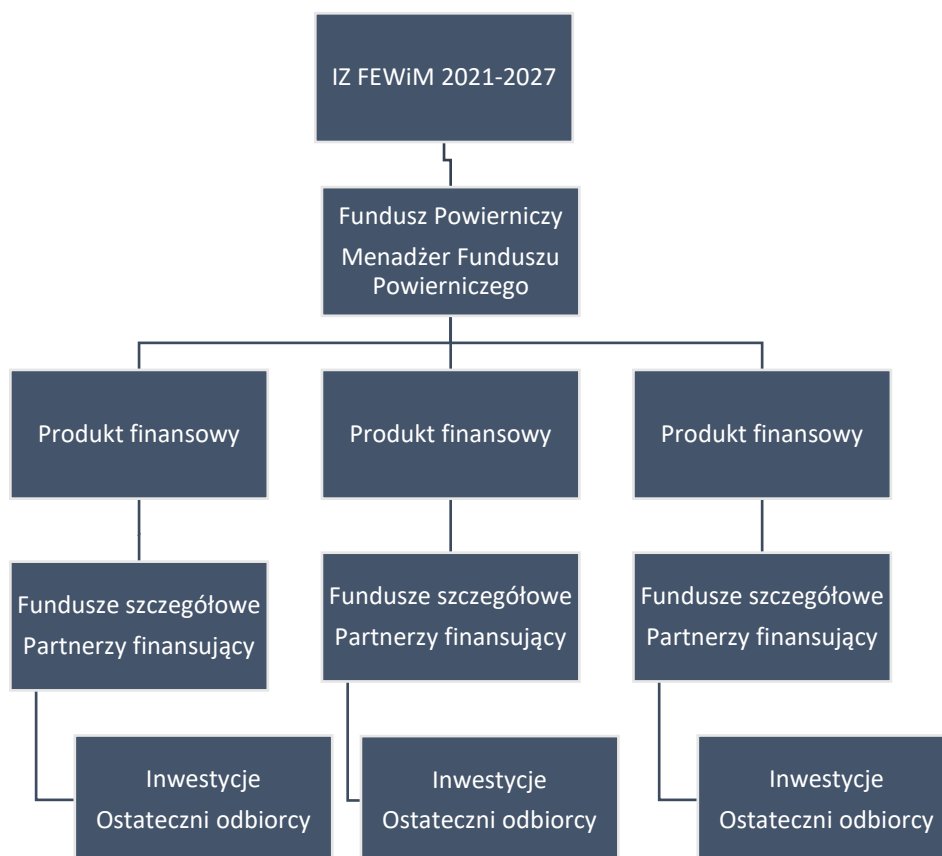 IZ FEWiM 2021-2027
Fundusz Powierniczy
Menadżer Funduszu
Powierniczego
Produkt finansowy
Produkt finansowy
Produkt finansowy
Fundusze szczegółowe
Partnerzy finansujący
Fundusze szczegółowe
Partnerzy finansujący
Fundusze szczegółowe
Partnerzy finansujący
Inwestycje
Ostateczni odbiorcy
Inwestycje
Ostateczni odbiorcy
Inwestycje
Ostateczni odbiorcy